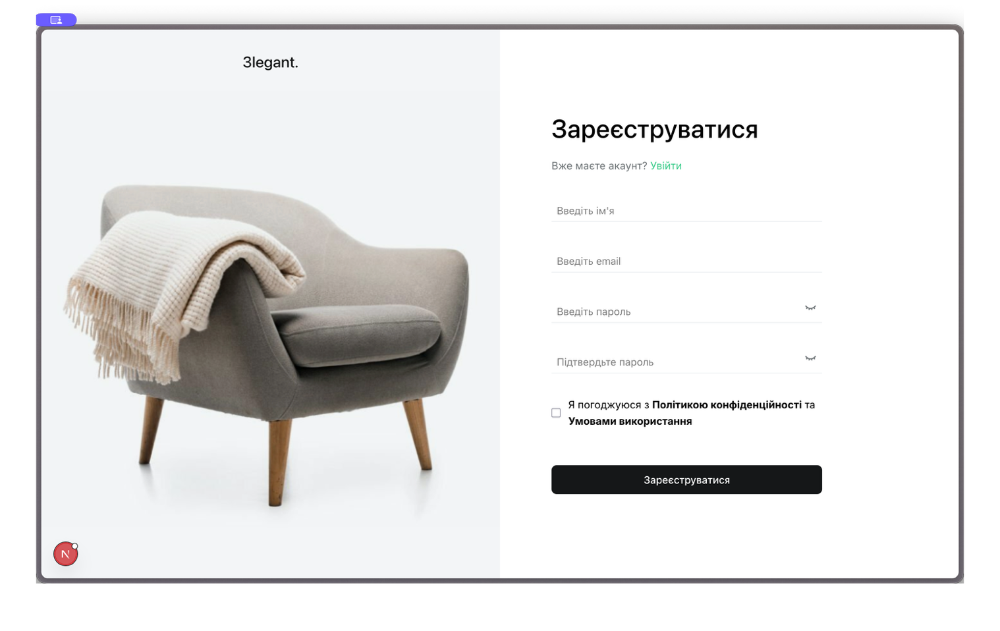 3legant.
Зареєструватися
Вже маєте акаунт? Увійти
Введіть ім'я
Введіть email
Введіть пароль
Підтвердьте пароль
Я погоджуюся з Політикою конфіденційності та
Умовами використання
Зареєструватися
N